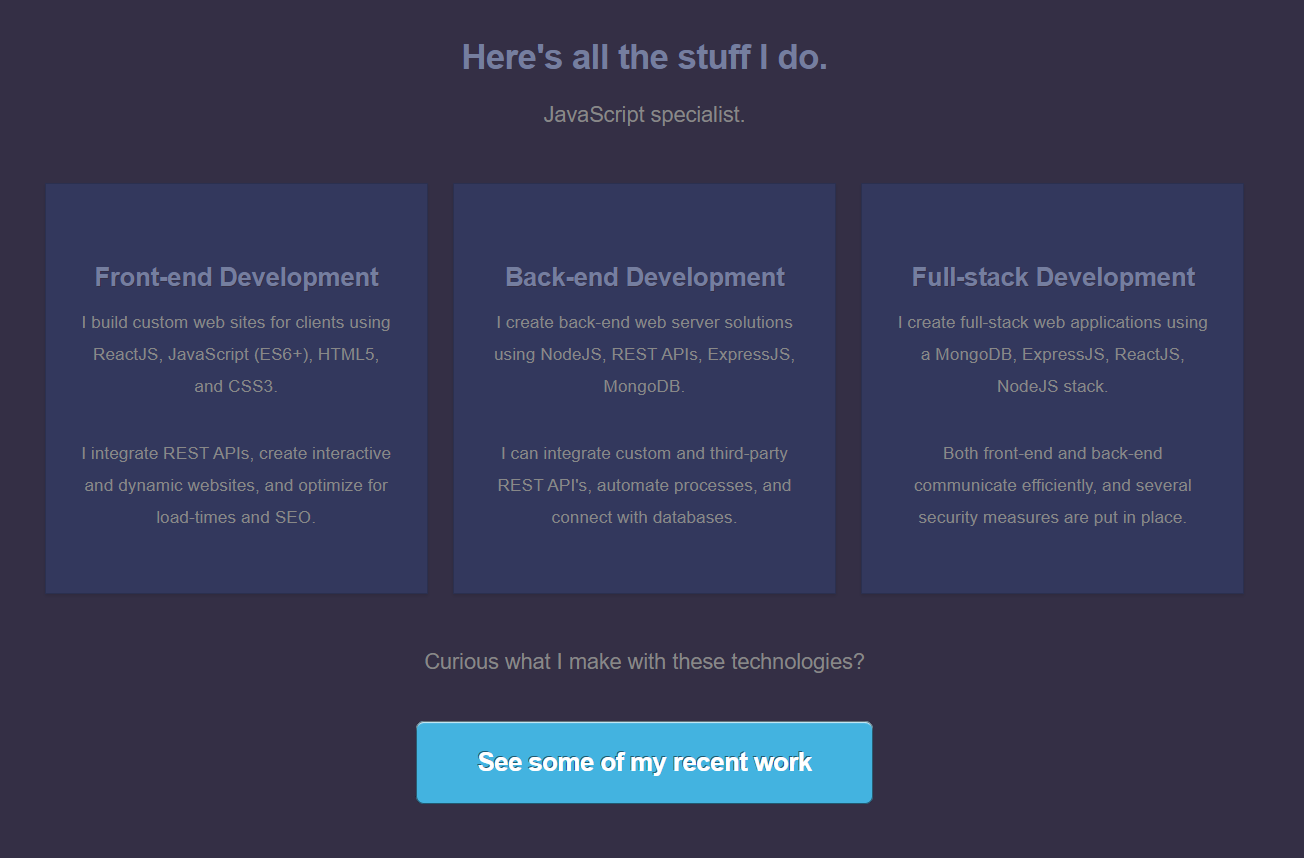 Here's all the stuff I do.
JavaScript specialist.
Front-end Development
I build custom web sites for clients using
ReactJS, JavaScript (ES6+), HTML5,
and CSS3.
I integrate REST APIs, create interactive
and dynamic websites, and optimize for
load-times and SEO.
Back-end Development
I create back-end web server solutions
using NodeJS, REST APIs, ExpressJS,
MongoDB.
I can integrate custom and third-party
REST API's, automate processes, and
connect with databases.
Full-stack Development
I create full-stack web applications using
a MongoDB, ExpressJS, ReactJS,
NodeJS stack.
Both front-end and back-end
communicate efficiently, and several
security measures are put in place.
Curious what I make with these technologies?
See some of my recent work